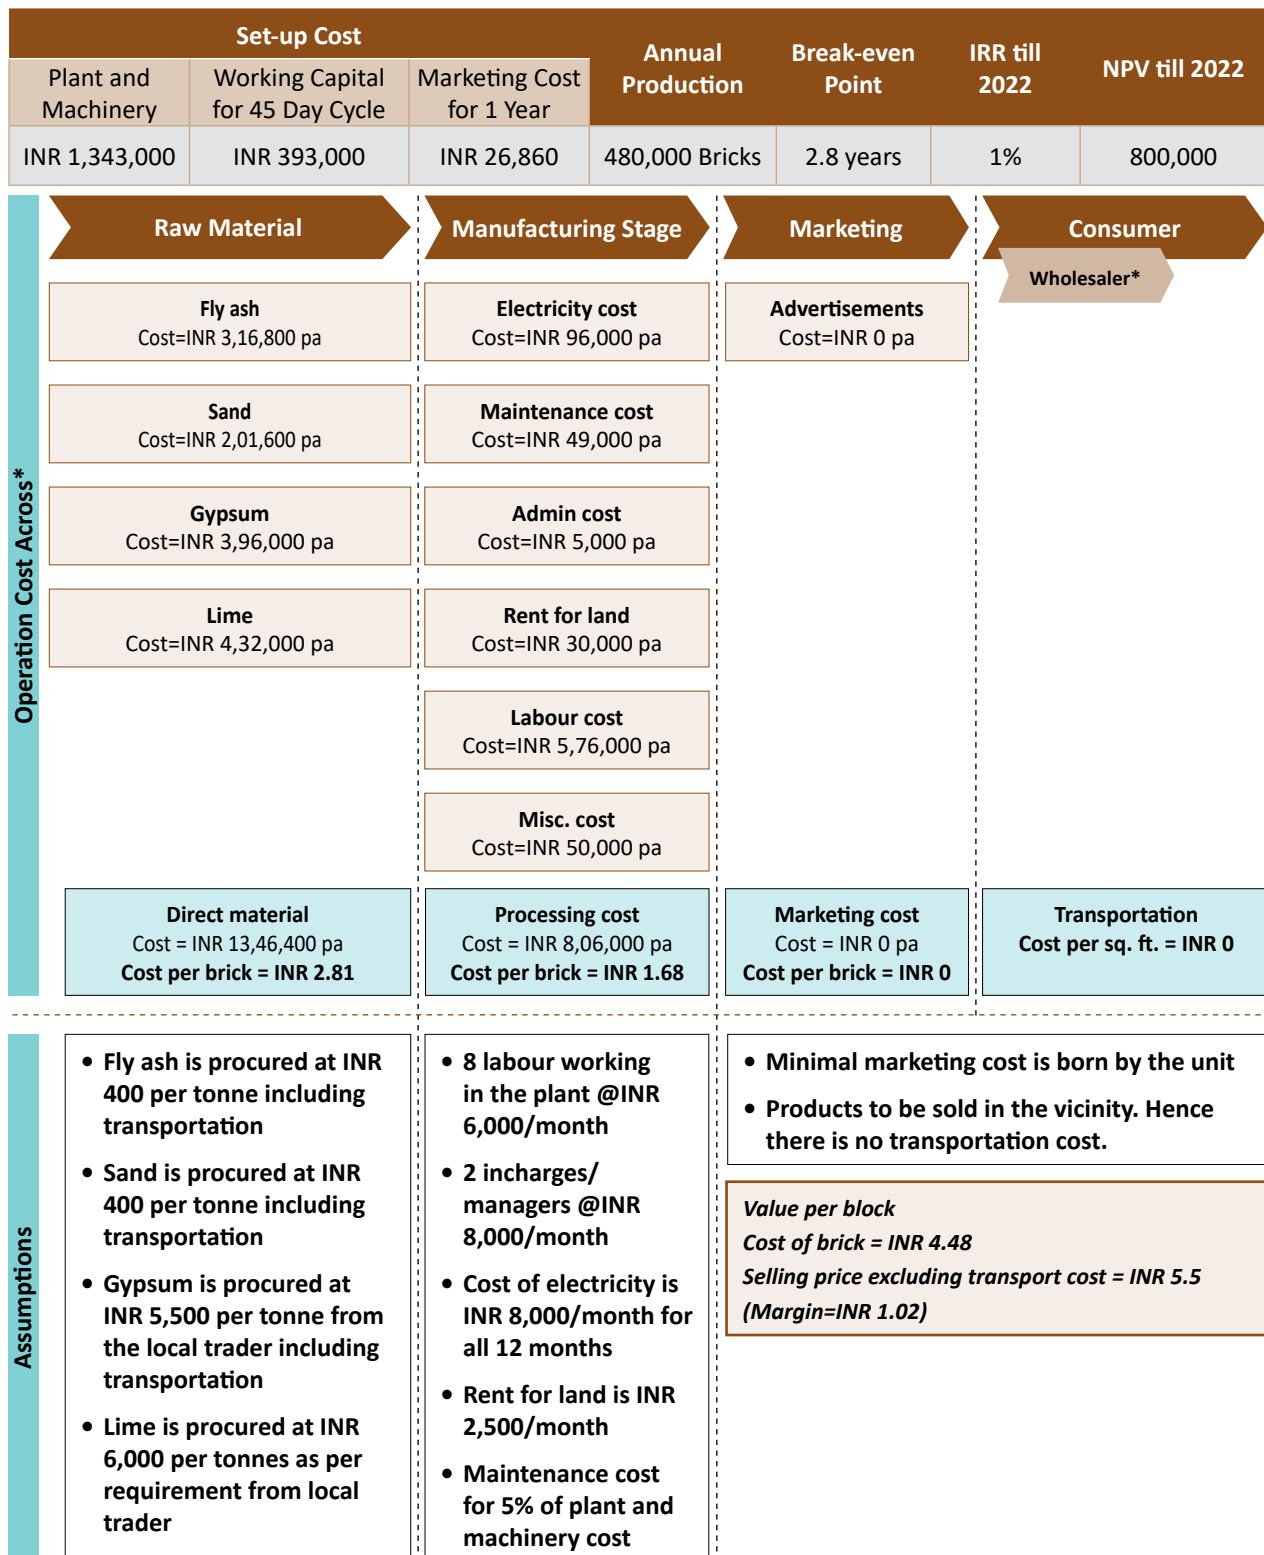 Set-up Cost
Annual Production
Break-even Point
IRR till 2022
NPV till 2022
Plant and Machinery
Working Capital for 45 Day Cycle
Marketing Cost for 1 Year
INR 1,343,000
INR 393,000
INR 26,860
480,000 Bricks
2.8 years
1%
800,000
Operation Cost Across*
Raw Material
Manufacturing Stage
Marketing
Consumer
Wholesaler*
Fly ash
Cost=INR 3,16,800 pa
Sand
Cost=INR 2,01,600 pa
Gypsum
Cost=INR 3,96,000 pa
Lime
Cost=INR 4,32,000 pa
Electricity cost
Cost=INR 96,000 pa
Maintenance cost
Cost=INR 49,000 pa
Admin cost
Cost=INR 5,000 pa
Rent for land
Cost=INR 30,000 pa
Labour cost
Cost=INR 5,76,000 pa
Misc. cost
Cost=INR 50,000 pa
Advertisements
Cost=INR 0 pa
Direct material
Cost = INR 13,46,400 pa
Cost per brick = INR 2.81
Processing cost
Cost = INR 8,06,000 pa
Cost per brick = INR 1.68
Marketing cost
Cost = INR 0 pa
Cost per brick = INR 0
Transportation
Cost per sq. ft. = INR 0
Assumptions
• Fly ash is procured at INR
400 per tonne including
transportation
• Sand is procured at INR
400 per tonne including
transportation
• Gypsum is procured at
INR 5,500 per tonne from
the local trader including
transportation
• Lime is procured at INR
6,000 per tonnes as per
requirement from local
trader
• 8 labour working
in the plant @INR
6,000/month
• 2 incharges/
managers @INR
8,000/month
• Cost of electricity is
INR 8,000/month for
all 12 months
• Rent for land is INR
2,500/month
• Maintenance cost
for 5% of plant and
machinery cost
• Minimal marketing cost is born by the unit
• Products to be sold in the vicinity. Hence
there is no transportation cost.
Value per block
Cost of brick = INR 4.48
Selling price excluding transport cost = INR 5.5
(Margin=INR 1.02)